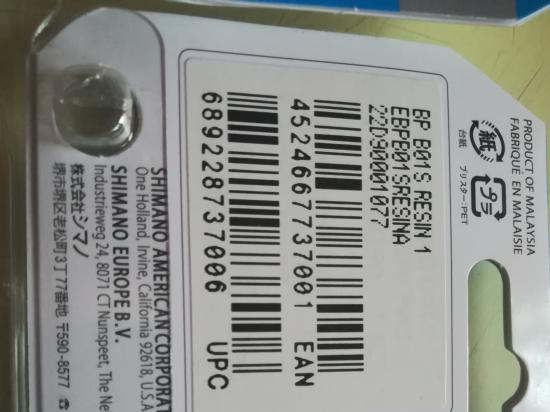 PRODUCT OF MALAYSIA
FABRIQUE EN MALAISIE
紙
台紙
プラ
ブリスター:PET
BP B01S RESIN 1
EBPB01SRESINA
22D90001077
4524667737001 EAN
689228737006 UPC
SHIMANO AMERICAN CORPORAT
One Holland, Irvine, California 92618, U.S.A
SHIMANO EUROPE B.V.
Industrieweg 24, 8071 CT Nunspeet, The Ne
株式会社シマノ
堺市堺区老松町3丁77番地 〒590-8577